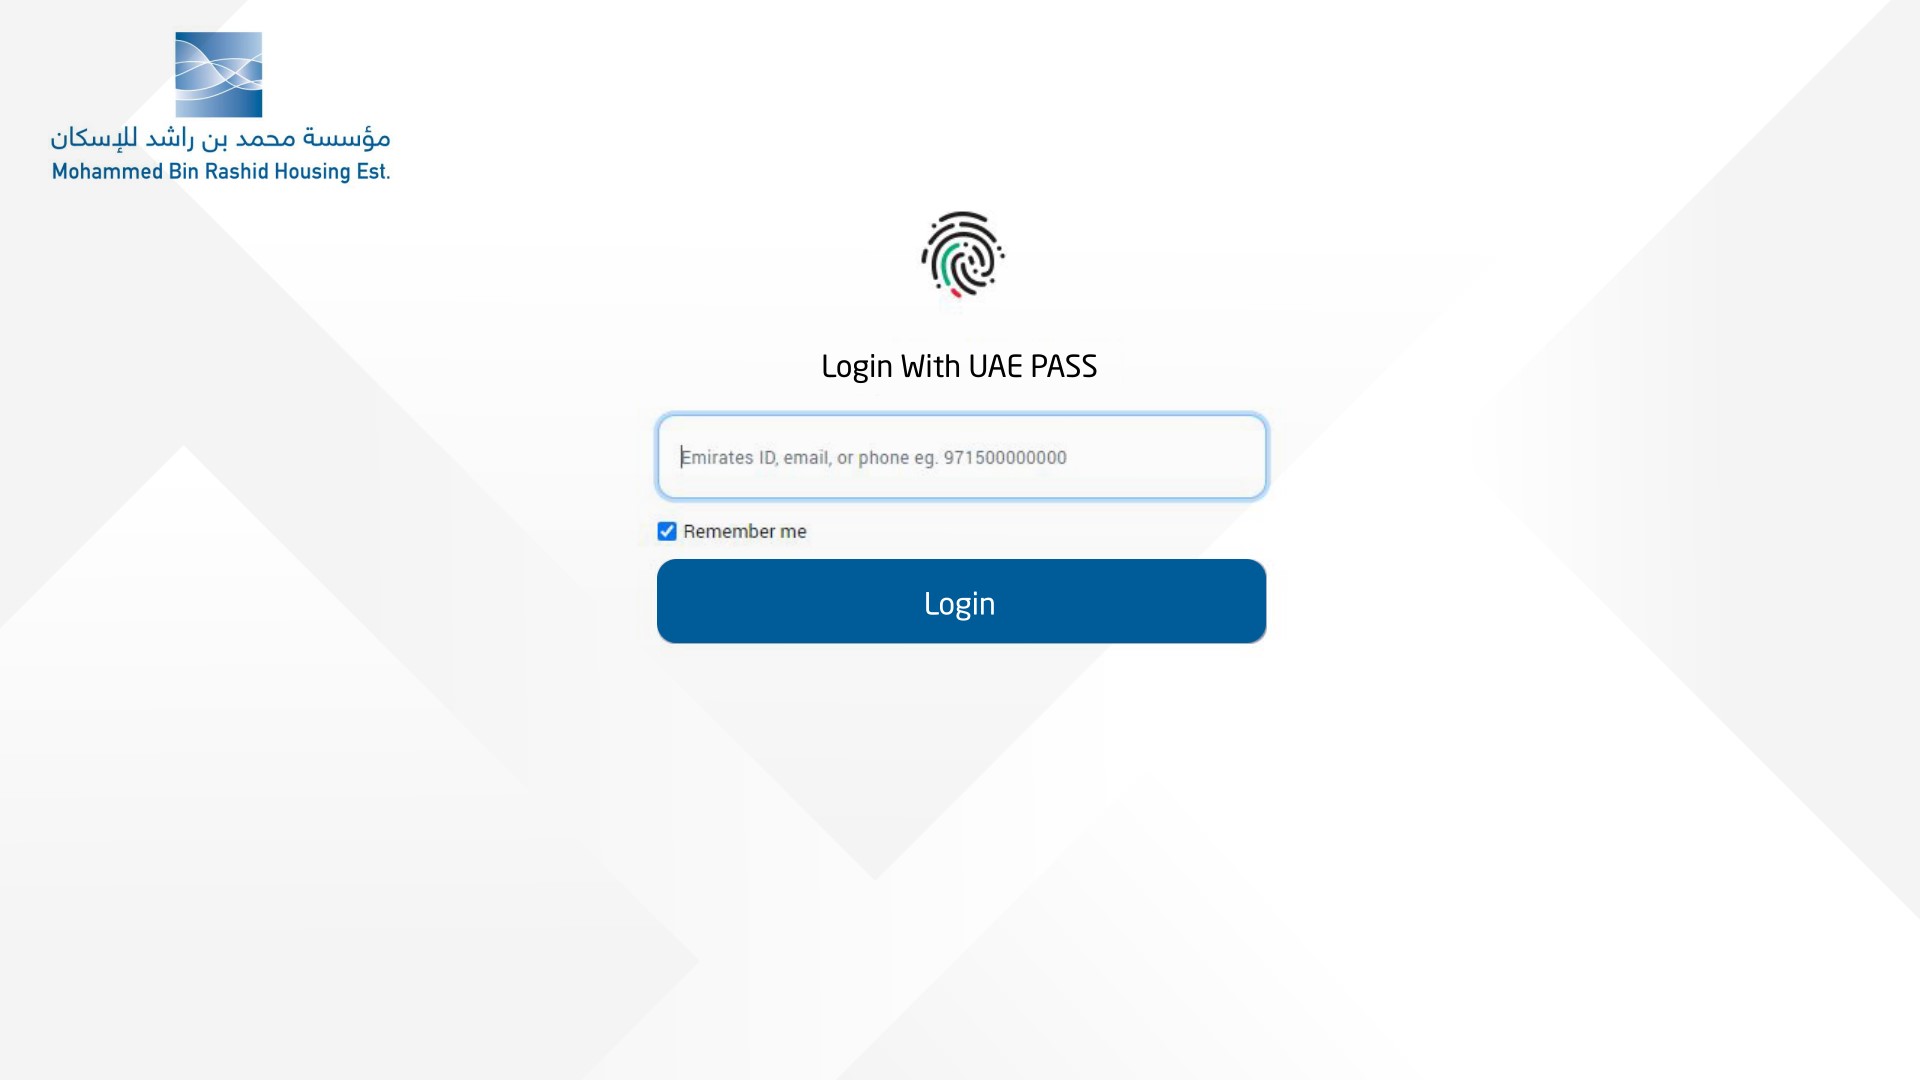 مؤسسة محمد بن راشد للإسكان
Mohammed Bin Rashid Housing Est.
Login With UAE PASS
Emirates ID, email, or phone eg. 971500000000
Remember me
Login